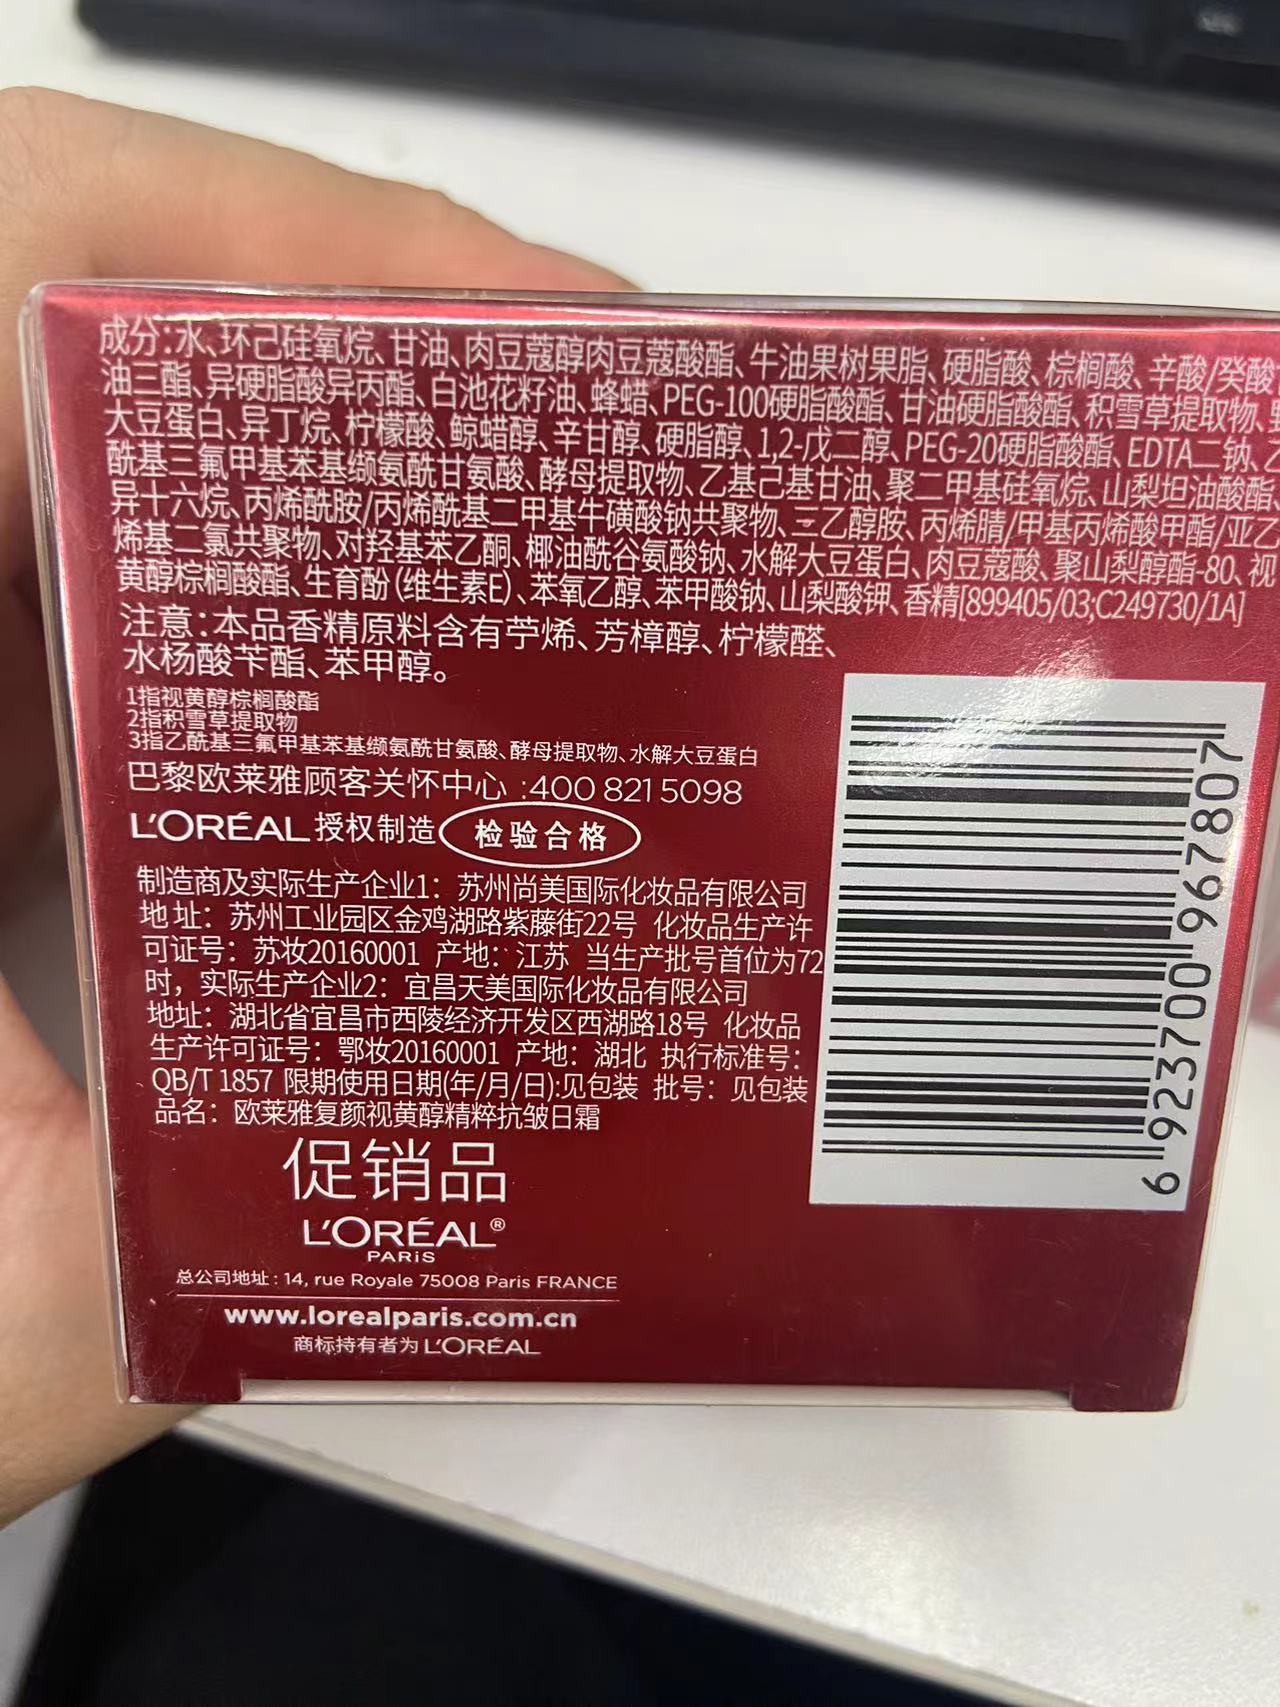 成分:水、环己硅氧烷、甘油、肉豆蔻醇肉豆蔻酸酯、牛油果树果脂、硬脂酸、棕榈酸、辛酸/癸酸
油三酯、异硬脂酸异丙酯、白池花籽油、蜂蜡、PEG-100硬脂酸酯、甘油硬脂酸酯、积雪草提取物、
大豆蛋白、异丁烷、柠檬酸、鲸蜡醇、辛甘醇、硬脂醇、1,2-戊二醇、PEG-20硬脂酸酯、EDTA二钠、乙
酰基三氟甲基苯基缬氨酰甘氨酸、酵母提取物、乙基己基甘油、聚二甲基硅氧烷、山梨坦油酸酯、
异十六烷、丙烯酰胺/丙烯酰基二甲基牛磺酸钠共聚物、三乙醇胺、丙烯腈/甲基丙烯酸甲酯/亚乙
烯基二氯共聚物、对羟基苯乙酮、椰油酰谷氨酸钠、水解大豆蛋白、肉豆蔻酸、聚山梨醇酯-80、视
黄醇棕榈酸酯、生育酚(维生素E)、苯氧乙醇、苯甲酸钠、山梨酸钾、香精[899405/03;C249730/1A]
注意:本品香精原料含有苧烯、芳樟醇、柠檬醛、
水杨酸苄酯、苯甲醇。
1指视黄醇棕榈酸酯
2指积雪草提取物
3指乙酰基三氟甲基苯基缬氨酰甘氨酸、酵母提取物、水解大豆蛋白
巴黎欧莱雅顾客关怀中心 :400 821 5098
L'ORÉAL 授权制造 检验合格
制造商及实际生产企业1: 苏州尚美国际化妆品有限公司
地址: 苏州工业园区金鸡湖路紫藤街22号 化妆品生产许
可证号: 苏妆20160001 产地: 江苏 当生产批号首位为72
时, 实际生产企业2: 宜昌天美国际化妆品有限公司
地址: 湖北省宜昌市西陵经济开发区西湖路18号 化妆品
生产许可证号: 鄂妆20160001 产地: 湖北 执行标准号:
QB/T 1857 限期使用日期(年/月/日):见包装 批号: 见包装
品名: 欧莱雅复颜视黄醇精粹抗皱日霜
促销品
L'ORÉAL®
PARiS
总公司地址 : 14, rue Royale 75008 Paris FRANCE
www.lorealparis.com.cn
商标持有者为 L'ORÉAL
6 923700 967807